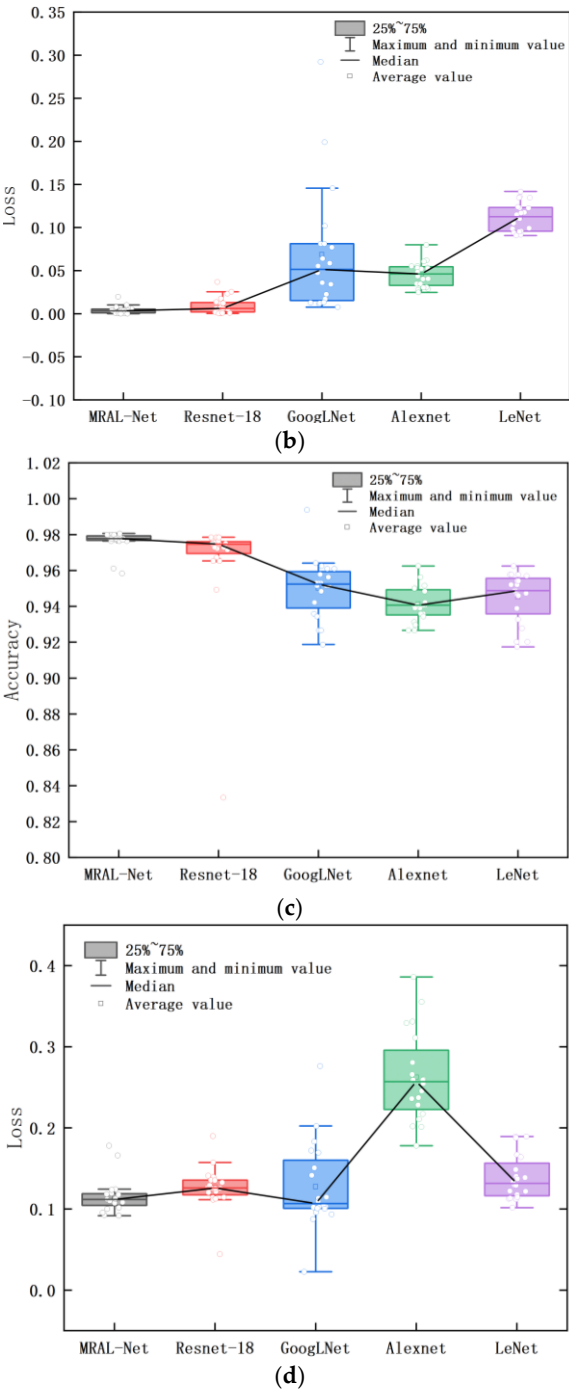 0.35
0.30
0.25
0.20
0.15
0.10
0.05
0.00
-0.05
-0.10
Loss
25%~75%
Maximum and minimum value
Median
Average value
MRAL-Net Resnet-18 GoogLNet Alexnet LeNet
(b)
1.02
1.00
0.98
0.96
0.94
0.92
0.90
0.88
0.86
0.84
0.82
0.80
Accuracy
25%~75%
Maximum and minimum value
Median
Average value
MRAL-Net Resnet-18 GoogLNet Alexnet LeNet
(c)
0.4
0.3
0.2
0.1
0.0
Loss
25%~75%
Maximum and minimum value
Median
Average value
MRAL-Net Resnet-18 GoogLNet Alexnet LeNet
(d)